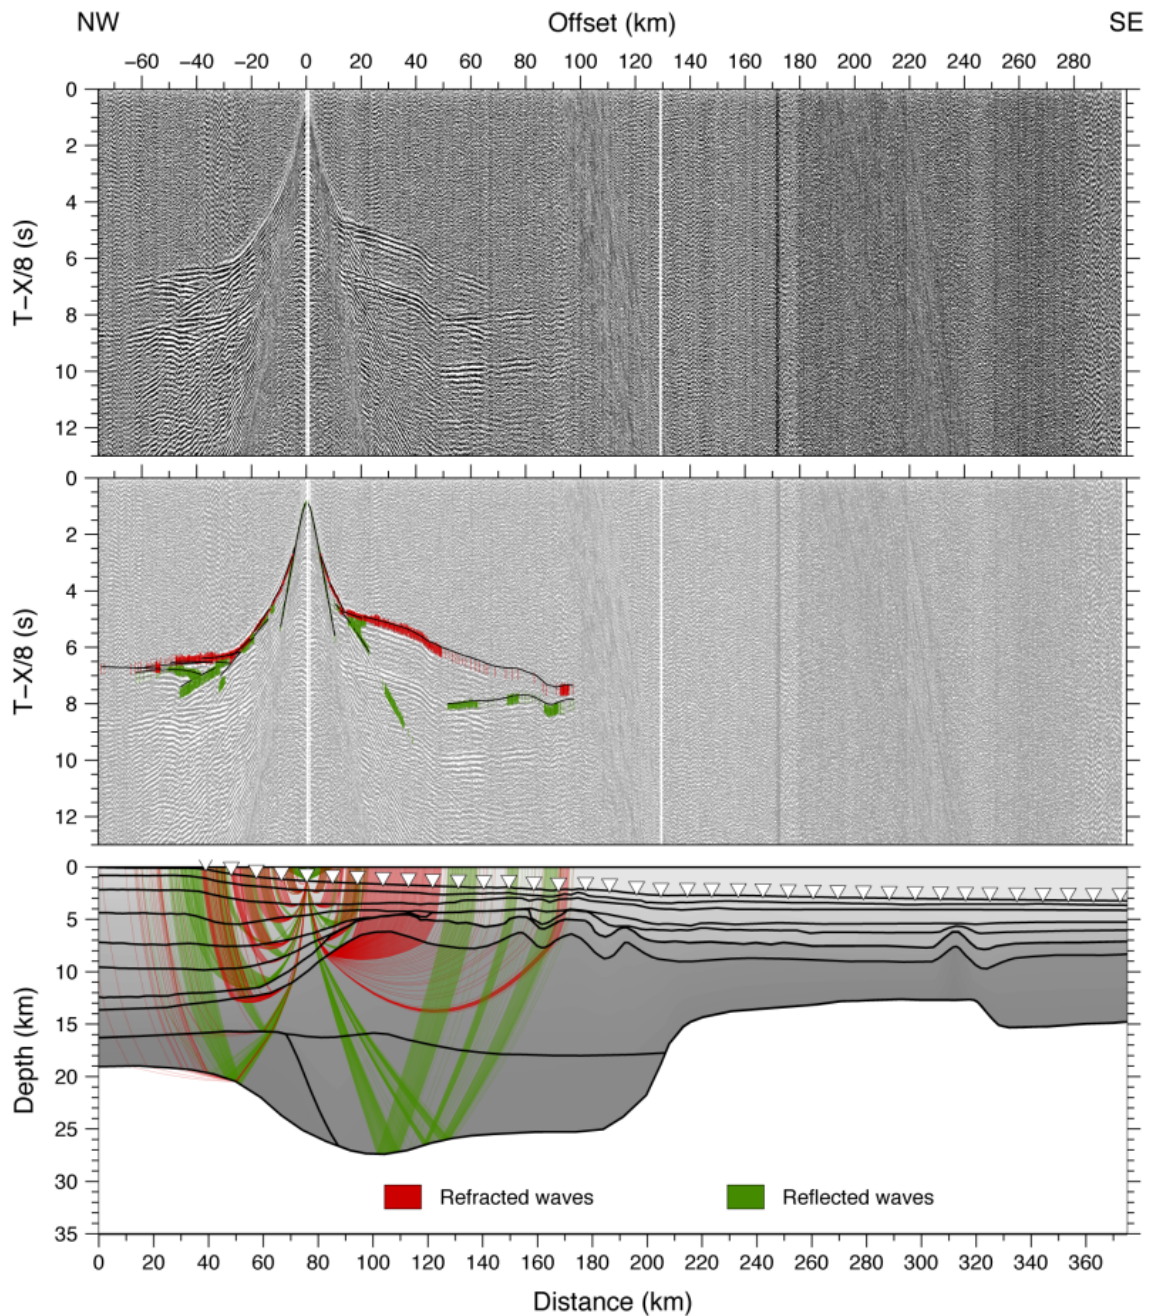 NW Offset (km) SE
−60 −40 −20 0 20 40 60 80 100 120 140 160 180 200 220 240 260 280
T−X/8 (s)
0
2
4
6
8
10
12
T−X/8 (s)
0
2
4
6
8
10
12
Depth (km)
0
5
10
15
20
25
30
35
Refracted waves Reflected waves
0 20 40 60 80 100 120 140 160 180 200 220 240 260 280 300 320 340 360
Distance (km)